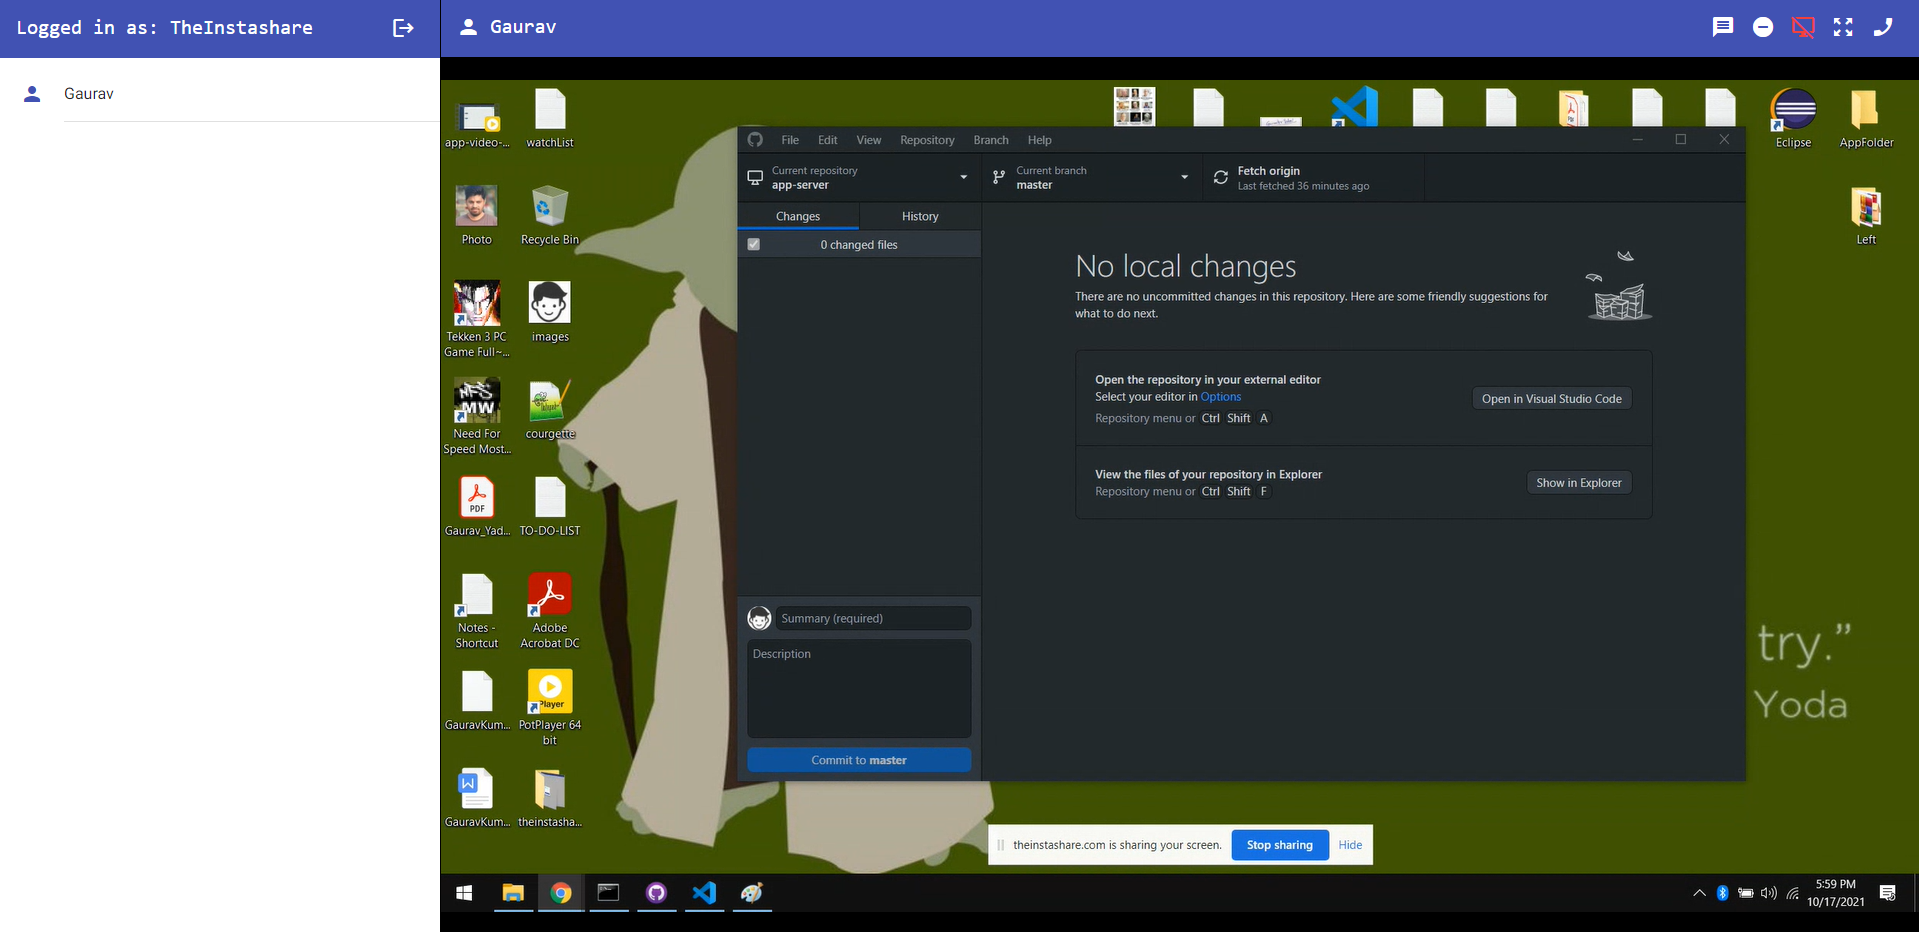 Logged in as: TheInstashare
Gaurav
Gaurav
app-video-...
watchList
Eclipse
AppFolder
Photo
Recycle Bin
Left
Tekken 3 PC
Game Full~...
images
MW
Need For
Speed Most...
courgette
PDF
Gaurav_Yad...
TO-DO-LIST
Notes -
Shortcut
Adobe
Acrobat DC
GauravKum...
Player
PotPlayer 64
bit
W
GauravKum...
theinstasha...
File Edit View Repository Branch Help
Current repository
app-server
Current branch
master
Fetch origin
Last fetched 36 minutes ago
Changes
History
0 changed files
No local changes
There are no uncommitted changes in this repository. Here are some friendly suggestions for
what to do next.
Open the repository in your external editor
Select your editor in Options
Repository menu or Ctrl Shift A
Open in Visual Studio Code
View the files of your repository in Explorer
Repository menu or Ctrl Shift F
Show in Explorer
Summary (required)
Description
Commit to master
try.”
Yoda
theinstashare.com is sharing your screen.
Stop sharing
Hide
5:59 PM
10/17/2021